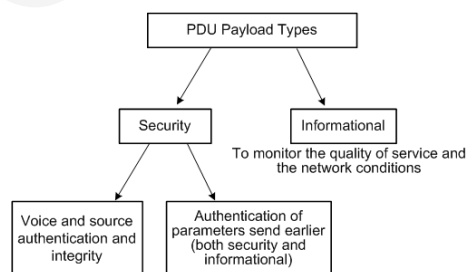 PDU Payload Types
Security
Informational
To monitor the quality of service and
the network conditions
Voice and source
authentication and
integrity
Authentication of
parameters send earlier
(both security and
informational)